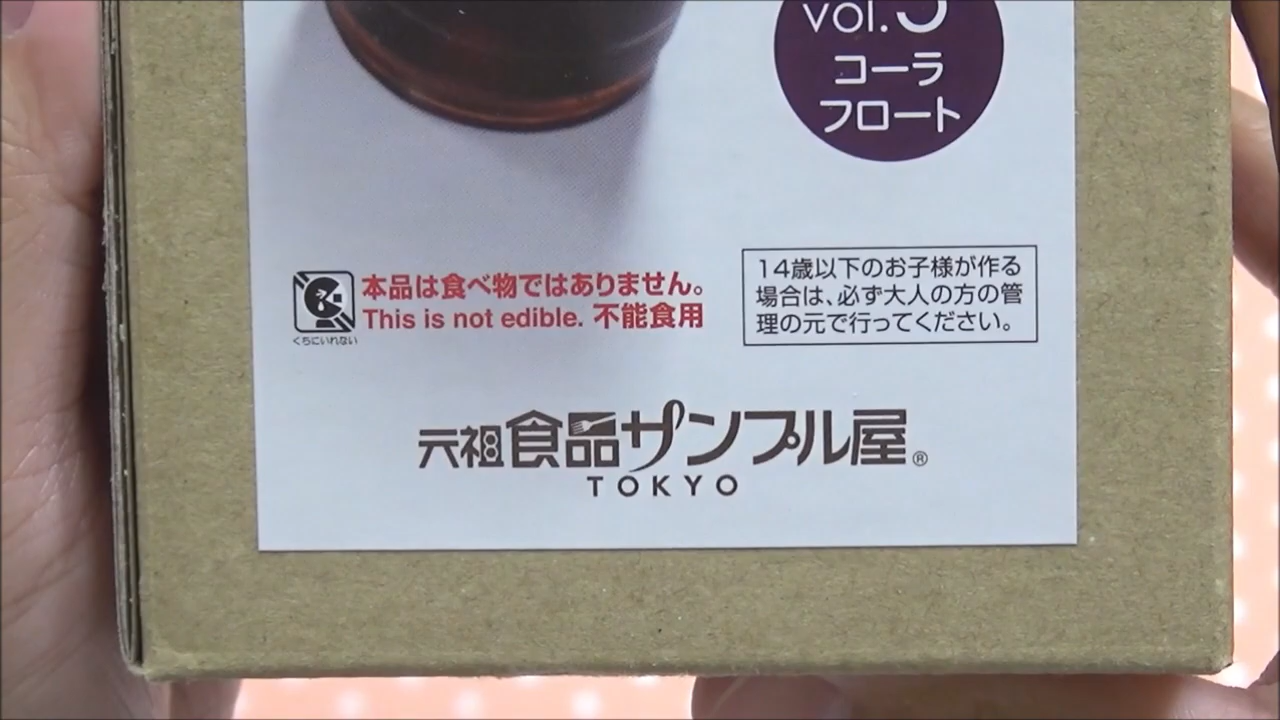 vol.5
コーラ
フロート
本品は食べ物ではありません。
This is not edible. 不能食用
くちにいれない
14歳以下のお子様が作る
場合は、必ず大人の方の管
理の元で行ってください。
元祖食品サンプル屋®
TOKYO